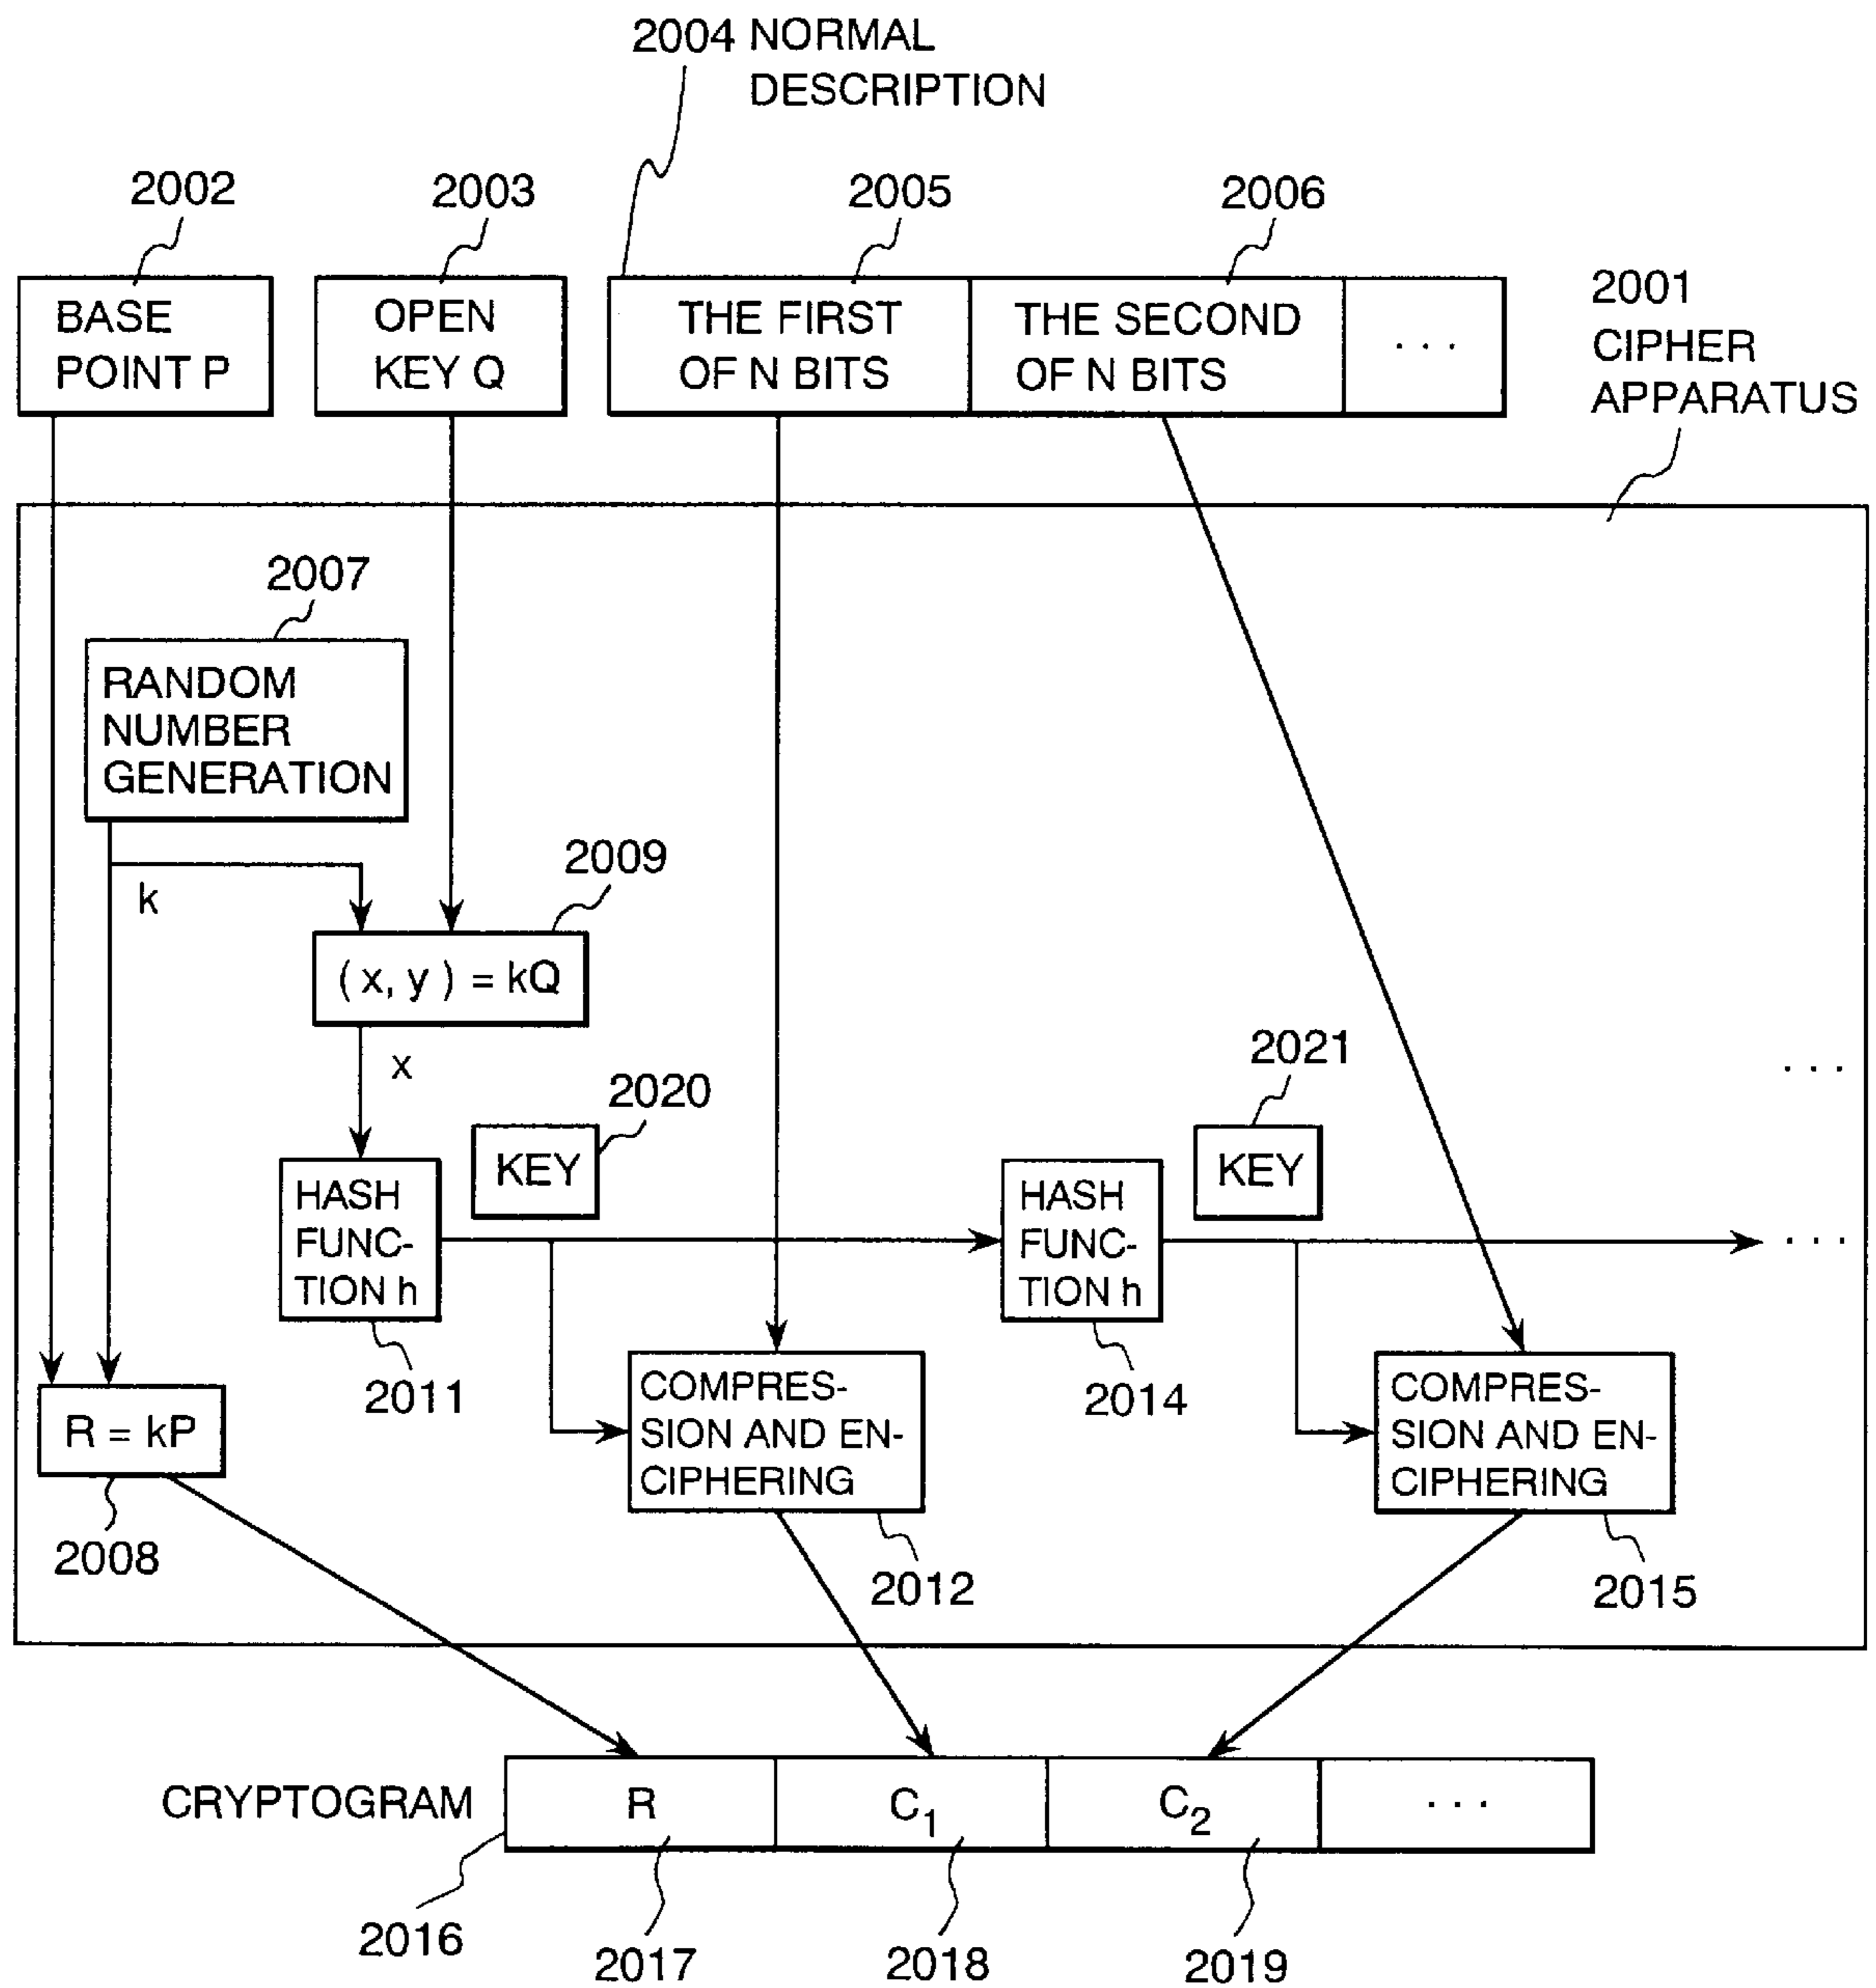 2004 NORMAL
DESCRIPTION
2002
2003
2005
2006
BASE
POINT P
OPEN
KEY Q
THE FIRST
OF N BITS
THE SECOND
OF N BITS
. . .
2001
CIPHER
APPARATUS
2007
RANDOM
NUMBER
GENERATION
k
2009
( x, y ) = kQ
x
2020
KEY
2021
KEY
. . .
HASH
FUNC-
TION h
HASH
FUNC-
TION h
. . .
2011
2014
R = kP
COMPRES-
SION AND EN-
CIPHERING
COMPRES-
SION AND EN-
CIPHERING
2008
2012
2015
CRYPTOGRAM
R
C1
C2
. . .
2016
2017
2018
2019